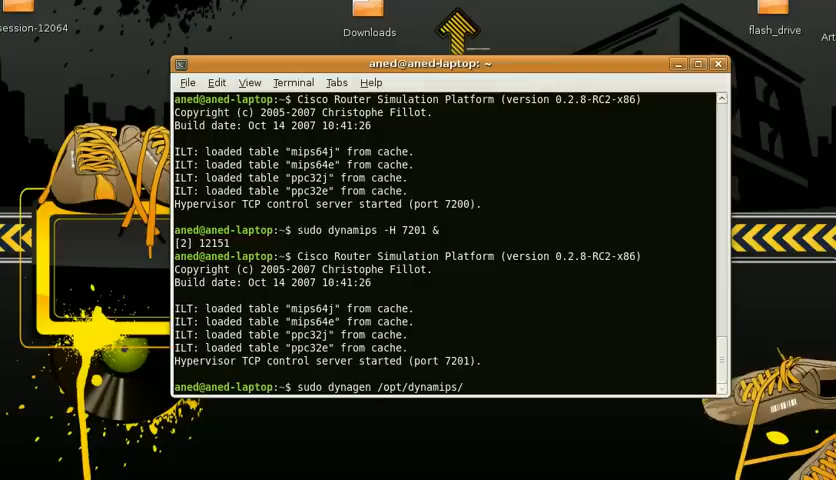 session-12064
Downloads
flash_drive
Art
aned@aned-laptop: ~
File Edit View Terminal Tabs Help
aned@aned-laptop:~$ Cisco Router Simulation Platform (version 0.2.8-RC2-x86)
Copyright (c) 2005-2007 Christophe Fillot.
Build date: Oct 14 2007 10:41:26
ILT: loaded table "mips64j" from cache.
ILT: loaded table "mips64e" from cache.
ILT: loaded table "ppc32j" from cache.
ILT: loaded table "ppc32e" from cache.
Hypervisor TCP control server started (port 7200).
aned@aned-laptop:~$ sudo dynamips -H 7201 &
[2] 12151
aned@aned-laptop:~$ Cisco Router Simulation Platform (version 0.2.8-RC2-x86)
Copyright (c) 2005-2007 Christophe Fillot.
Build date: Oct 14 2007 10:41:26
ILT: loaded table "mips64j" from cache.
ILT: loaded table "mips64e" from cache.
ILT: loaded table "ppc32j" from cache.
ILT: loaded table "ppc32e" from cache.
Hypervisor TCP control server started (port 7201).
aned@aned-laptop:~$ sudo dynagen /opt/dynamips/